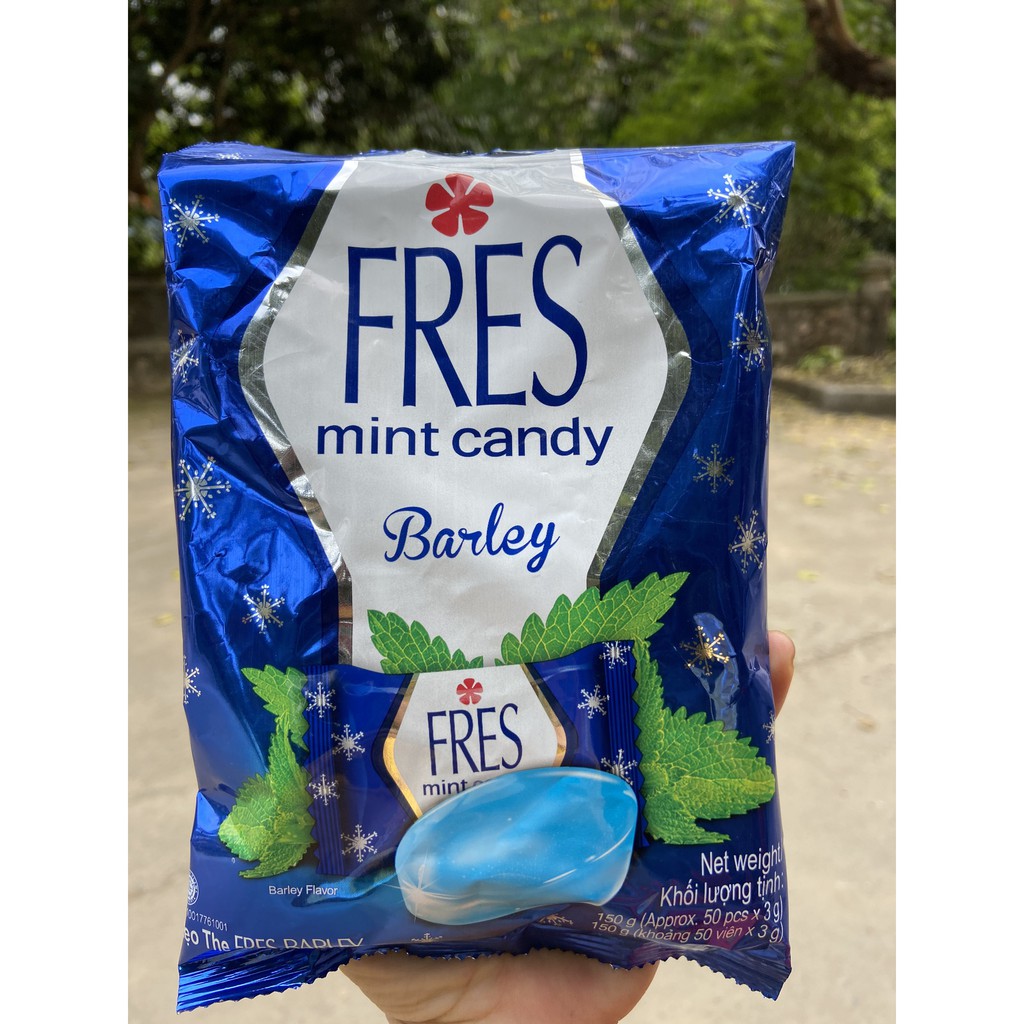 FRES
mint candy
Barley
FRES
mint
Barley Flavor
Net weight
Khối lượng tịnh:
150 g (Approx. 50 pcs x 3 g)
150 g (khoảng 50 viên x 3 g)
The FRES BARLEY